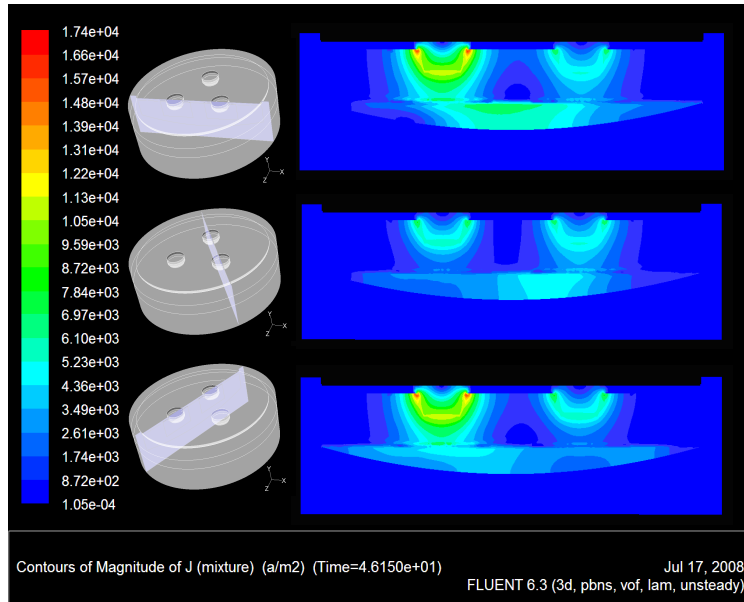 1.74e+04
1.66e+04
1.57e+04
1.48e+04
1.39e+04
1.31e+04
1.22e+04
1.13e+04
1.05e+04
9.59e+03
8.72e+03
7.84e+03
6.97e+03
6.10e+03
5.23e+03
4.36e+03
3.49e+03
2.61e+03
1.74e+03
8.72e+02
1.05e-04
Y
X
Z
Y
X
Z
Y
X
Z
Contours of Magnitude of J (mixture) (a/m2) (Time=4.6150e+01)
Jul 17, 2008
FLUENT 6.3 (3d, pbns, vof, lam, unsteady)